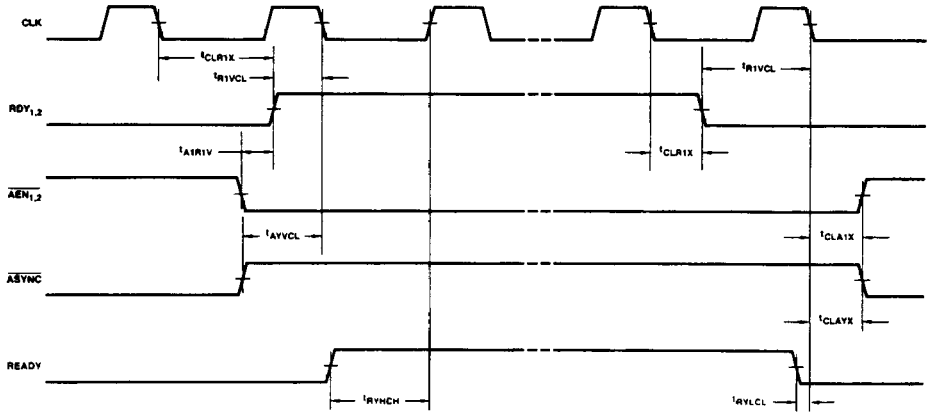 CLK
tCLR1X
tR1VCL
tR1VCL
RDY1,2
tA1R1V
tCLR1X
AEN1,2
tAYVCL
tCLA1X
ASYNC
tCLAYX
READY
tRYHCH
tRYLCL